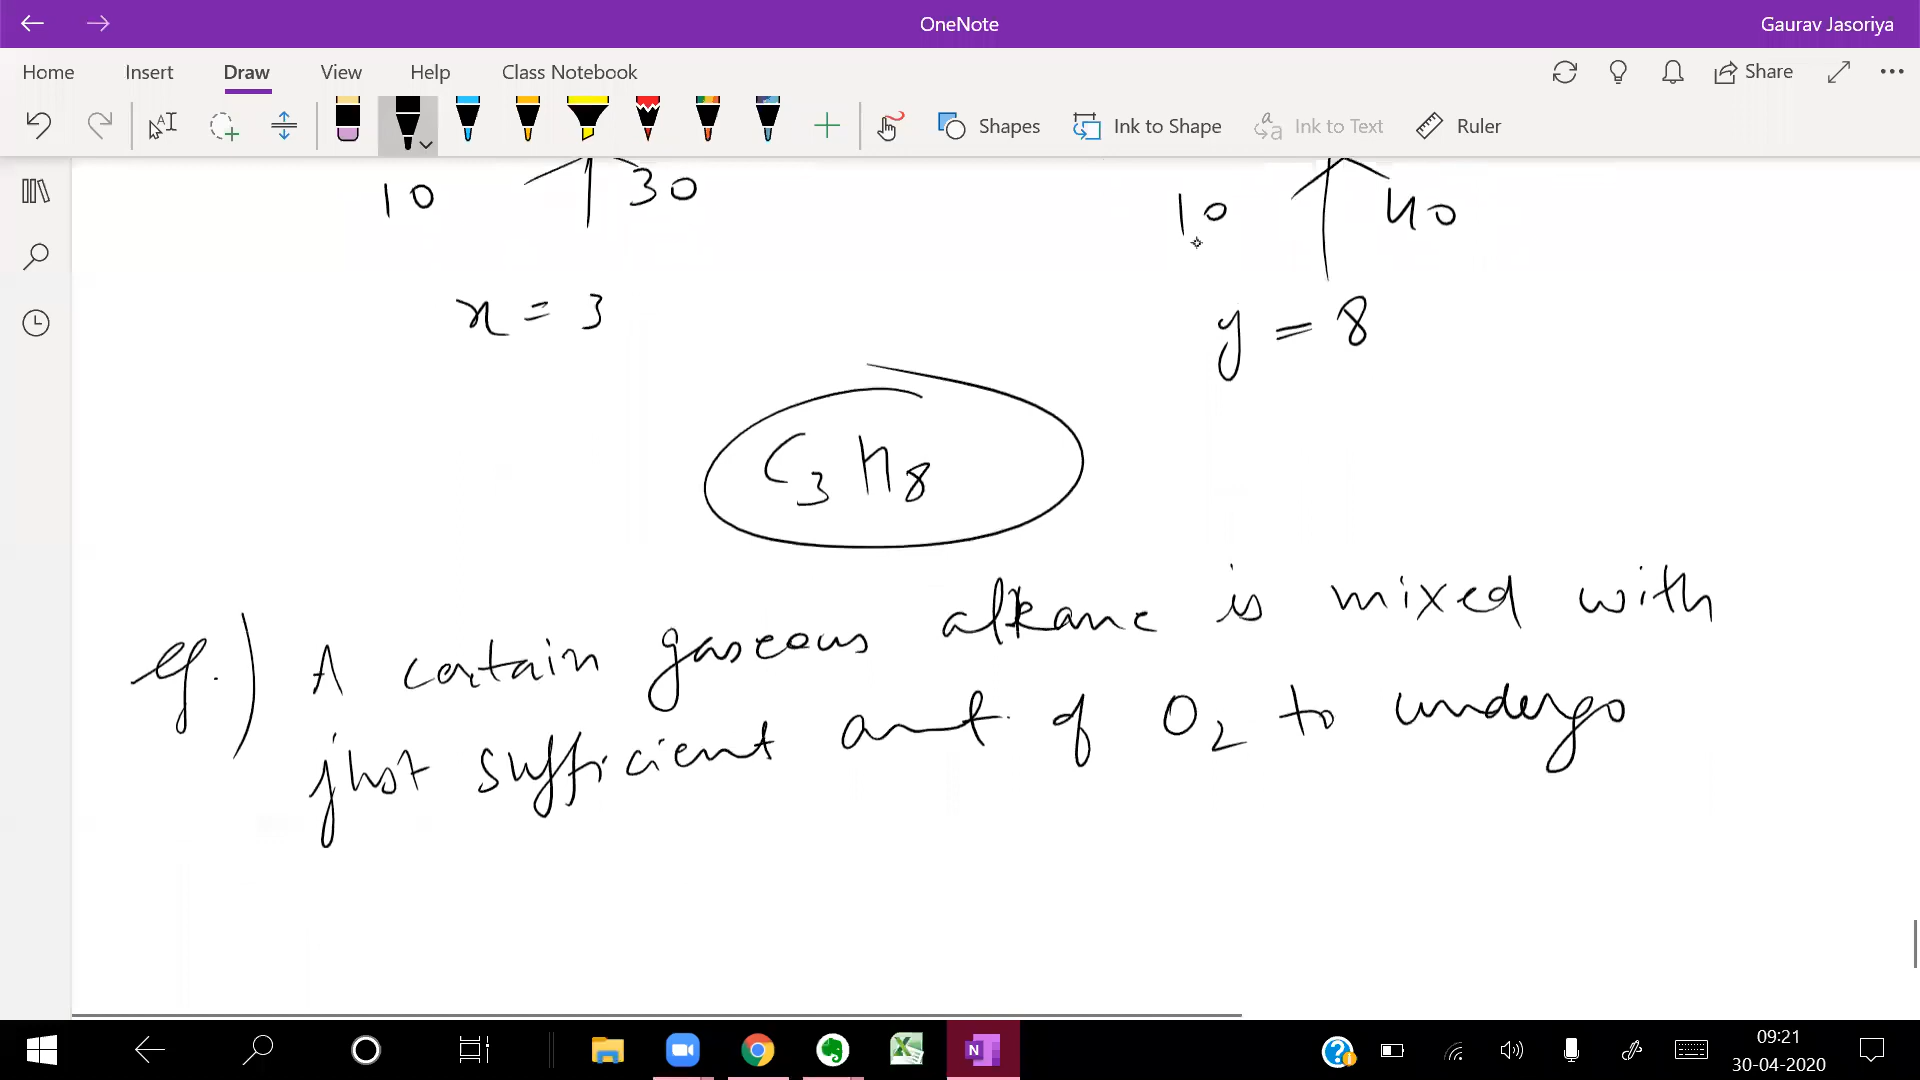 OneNote
Gaurav Jasoriya
Home Insert Draw View Help Class Notebook
Share
Shapes Ink to Shape Ink to Text Ruler
10 30
10 40
x = 3
y = 8
C3H8
eg.) A certain gaseous alkane is mixed with
just sufficient amt. of O2 to undergo
09:21
30-04-2020